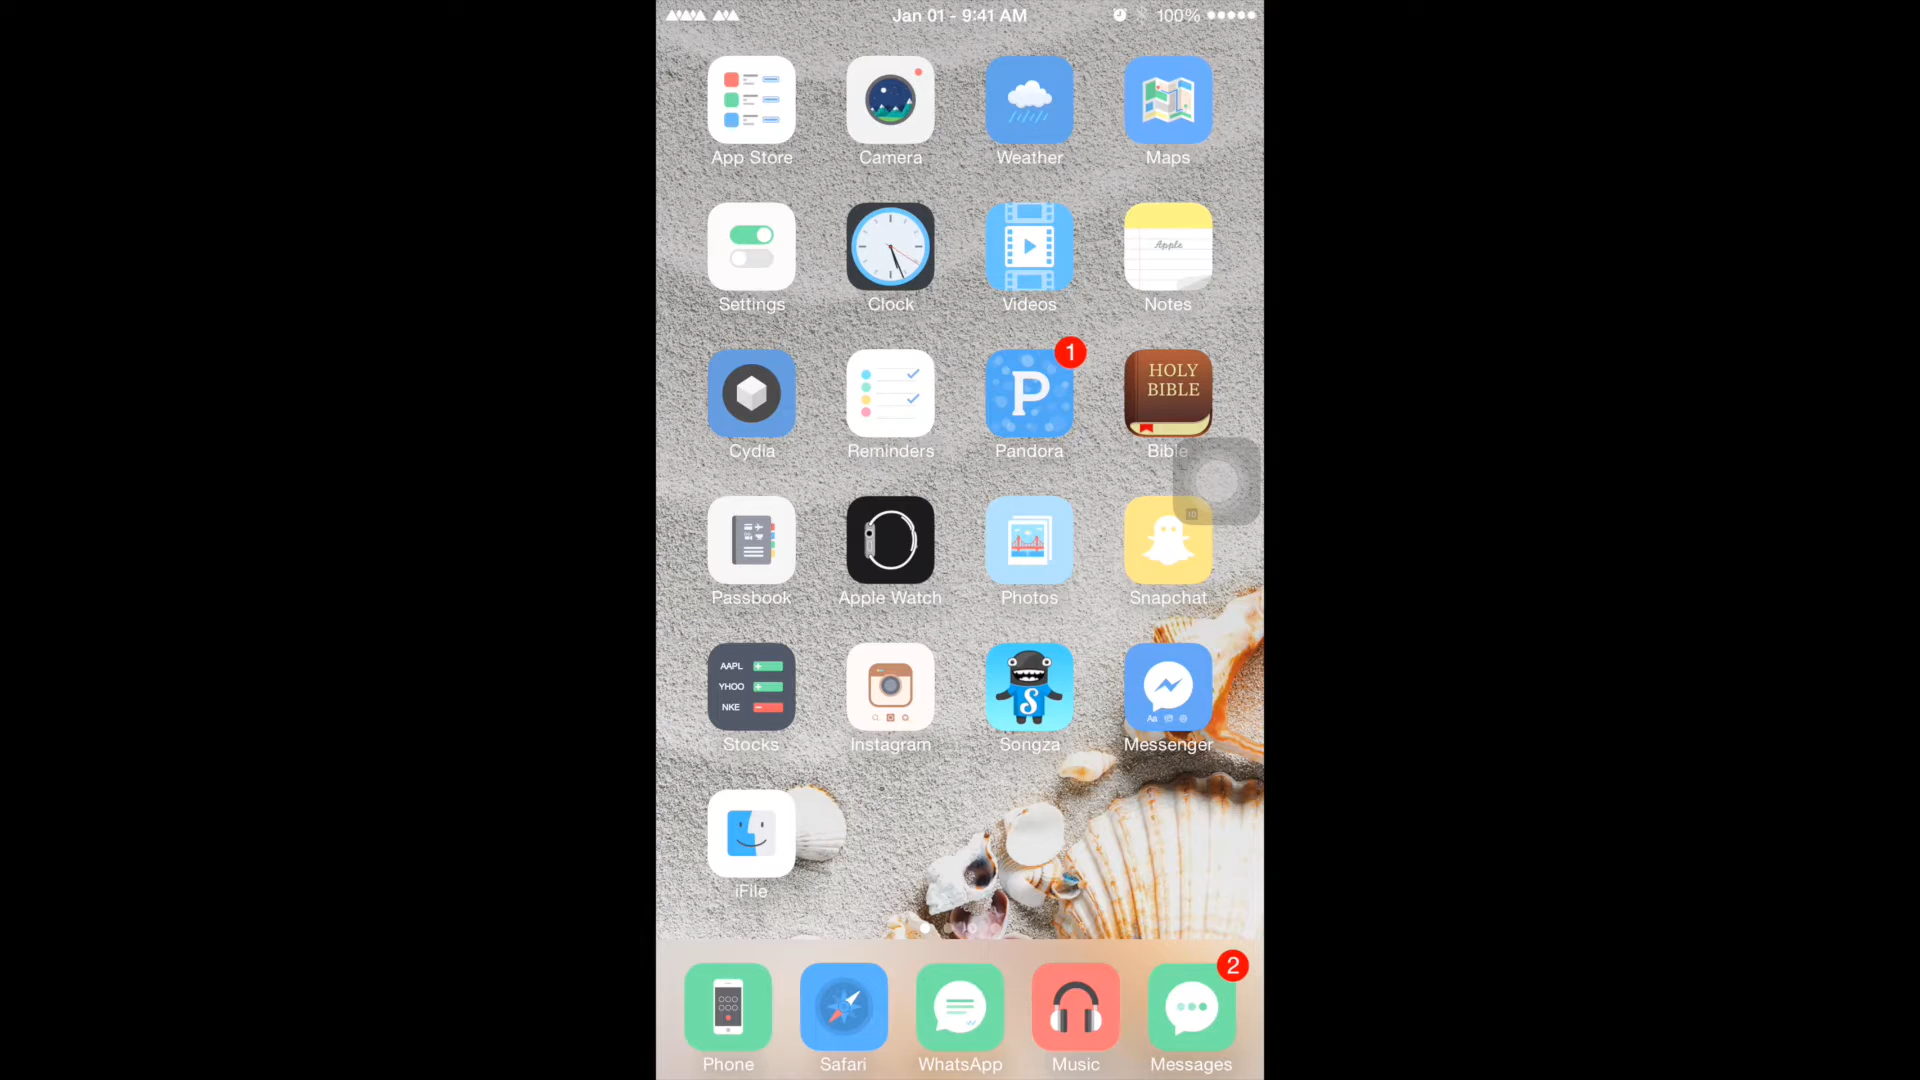 Jan 01 - 9:41 AM 100%
App Store Camera Weather Maps
Apple
Settings Clock Videos Notes
1
P HOLY
BIBLE
Cydia Reminders Pandora Bible
Passbook Apple Watch Photos Snapchat
AAPL
YHOO
NKE
S
Aa
Stocks Instagram Songza Messenger
iFile
2
Phone Safari WhatsApp Music Messages